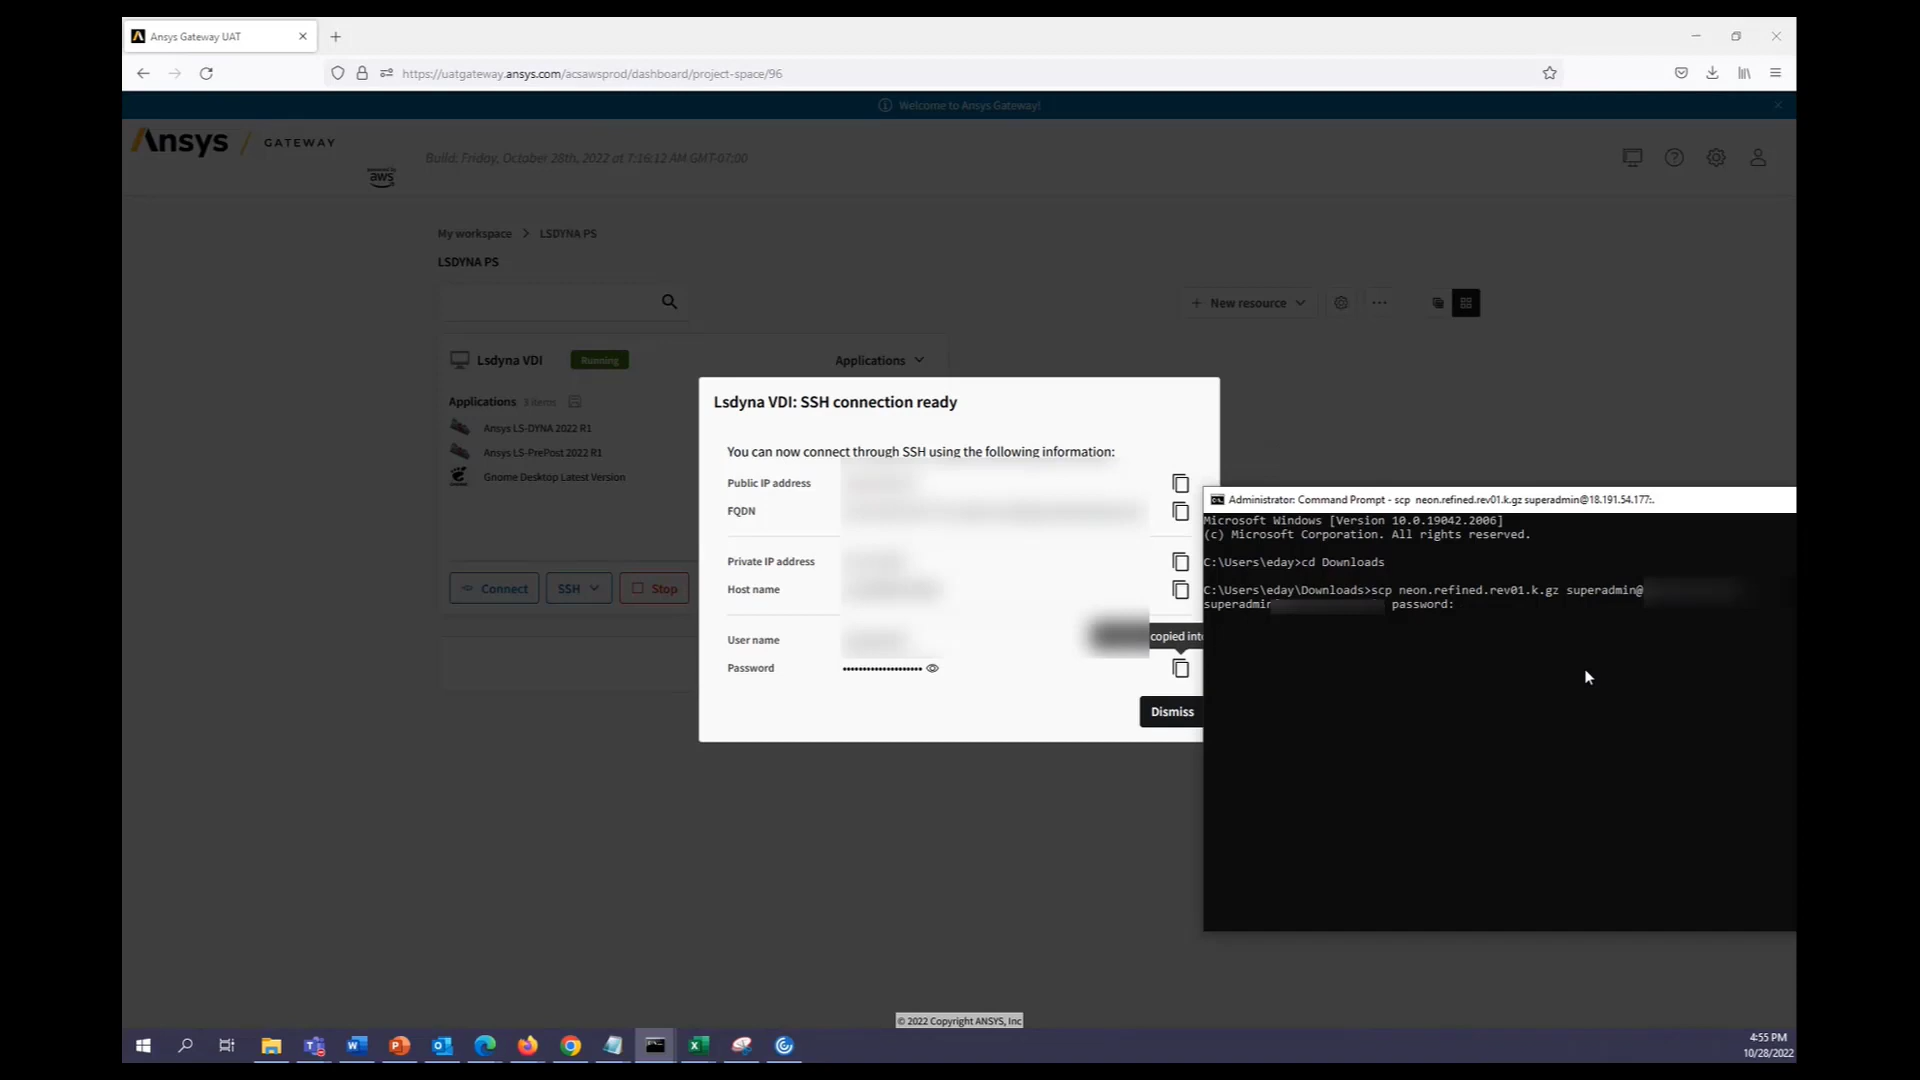 Ansys Gateway UAT
https://uatgateway.ansys.com/acsawsprod/dashboard/project-space/96
Welcome to Ansys Gateway!
Ansys / GATEWAY
powered by
aws
Build: Friday, October 28th, 2022 at 7:16:12 AM GMT-07:00
My workspace > LSDYNA PS
LSDYNA PS
+ New resource
Lsdyna VDI Running Applications
Applications 3 items
Ansys LS-DYNA 2022 R1
Ansys LS-PrePost 2022 R1
Gnome Desktop Latest Version
Connect SSH Stop
Lsdyna VDI: SSH connection ready
You can now connect through SSH using the following information:
Public IP address
FQDN
Private IP address
Host name
User name
copied into
Password ••••••••••••••••••••
Dismiss
Administrator: Command Prompt - scp  neon.refined.rev01.k.gz superadmin@18.191.54.177:.
Microsoft Windows [Version 10.0.19042.2006]
(c) Microsoft Corporation. All rights reserved.
C:\Users\eday>cd Downloads
C:\Users\eday\Downloads>scp neon.refined.rev01.k.gz superadmin@
superadmin password:
© 2022 Copyright ANSYS, Inc
4:55 PM
10/28/2022